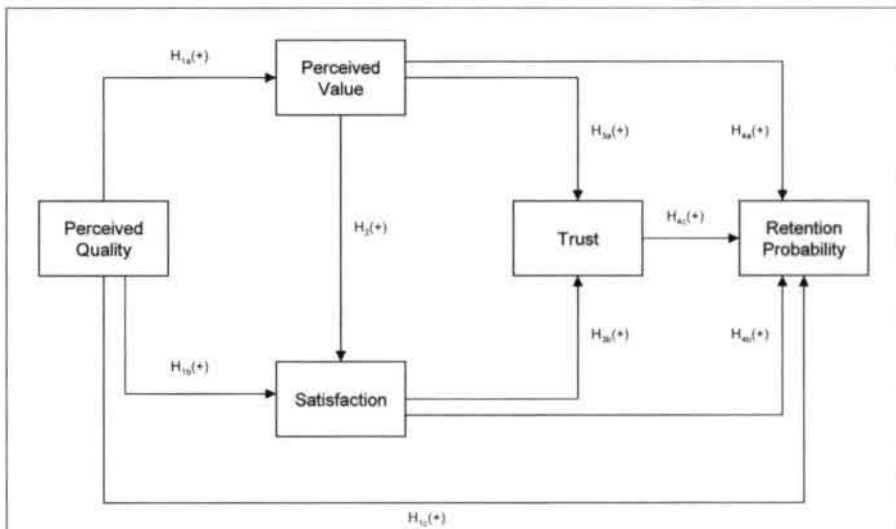 H1a(+)
Perceived
Value
H3a(+)
H4a(+)
Perceived
Quality
H2(+)
Trust
H4c(+)
Retention
Probability
H1b(+)
Satisfaction
H3b(+)
H4b(+)
H1c(+)